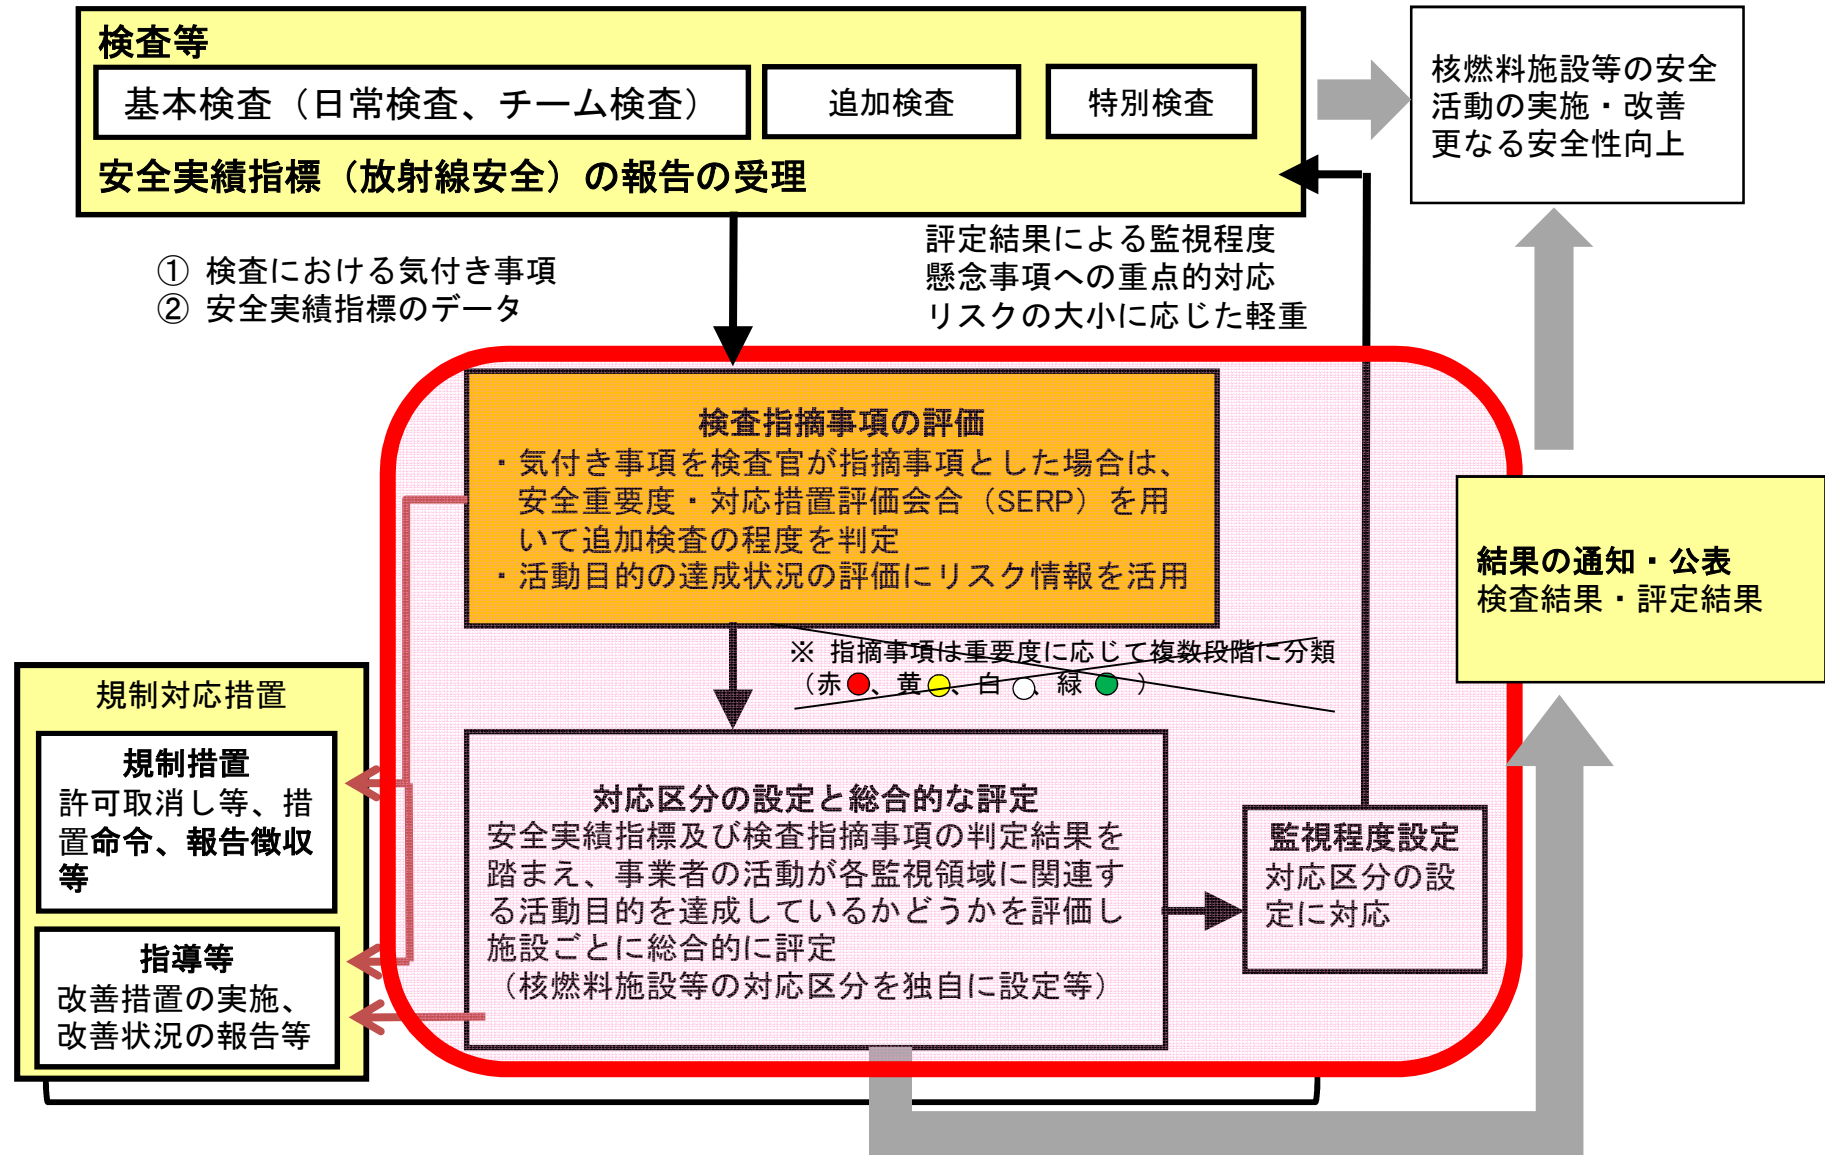 検査等
基本検査（日常検査、チーム検査）
追加検査
特別検査
安全実績指標（放射線安全）の報告の受理
核燃料施設等の安全
活動の実施・改善
更なる安全性向上
① 検査における気付き事項
② 安全実績指標のデータ
評定結果による監視程度
懸念事項への重点的対応
リスクの大小に応じた軽重
検査指摘事項の評価
・気付き事項を検査官が指摘事項とした場合は、
安全重要度・対応措置評価会合（SERP）を用
いて追加検査の程度を判定
・活動目的の達成状況の評価にリスク情報を活用
※ 指摘事項は重要度に応じて複数段階に分類
（赤●、黄●、白○、緑●）
結果の通知・公表
検査結果・評定結果
規制対応措置
規制措置
許可取消し等、措
置命令、報告徴収
等
指導等
改善措置の実施、
改善状況の報告等
対応区分の設定と総合的な評定
安全実績指標及び検査指摘事項の判定結果を
踏まえ、事業者の活動が各監視領域に関連す
る活動目的を達成しているかどうかを評価し
施設ごとに総合的に評定
（核燃料施設等の対応区分を独自に設定等）
監視程度設定
対応区分の設
定に対応